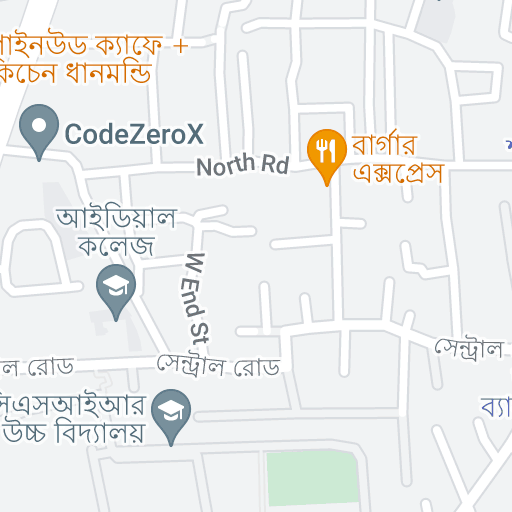 পাইনউড ক্যাফে +
কিচেন ধানমন্ডি
CodeZeroX
North Rd
বার্গার
এক্সপ্রেস
আইডিয়াল
কলেজ
W End St
সেন্ট্রাল
রোড
সেন্ট্রাল রোড
সিএসআইআর
উচ্চ বিদ্যালয়